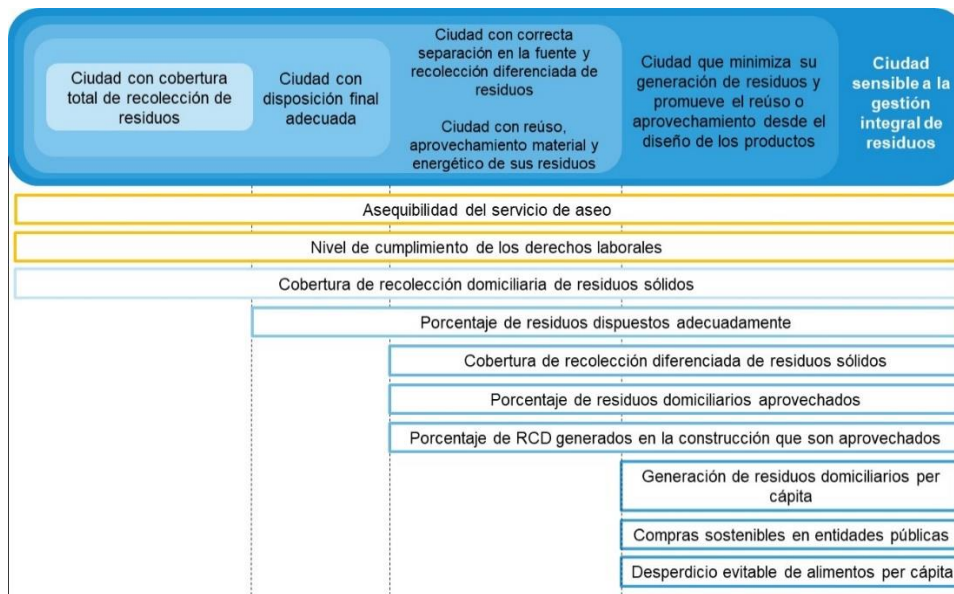 Ciudad con cobertura
total de recolección de
residuos
Ciudad con
disposición final
adecuada
Ciudad con correcta
separación en la fuente y
recolección diferenciada de
residuos
Ciudad con reúso,
aprovechamiento material y
energético de sus residuos
Ciudad que minimiza su
generación de residuos y
promueve el reúso o
aprovechamiento desde el
diseño de los productos
Ciudad
sensible a la
gestión
integral de
residuos
Asequibilidad del servicio de aseo
Nivel de cumplimiento de los derechos laborales
Cobertura de recolección domiciliaria de residuos sólidos
Porcentaje de residuos dispuestos adecuadamente
Cobertura de recolección diferenciada de residuos sólidos
Porcentaje de residuos domiciliarios aprovechados
Porcentaje de RCD generados en la construcción que son aprovechados
Generación de residuos domiciliarios per
cápita
Compras sostenibles en entidades públicas
Desperdicio evitable de alimentos per cápita